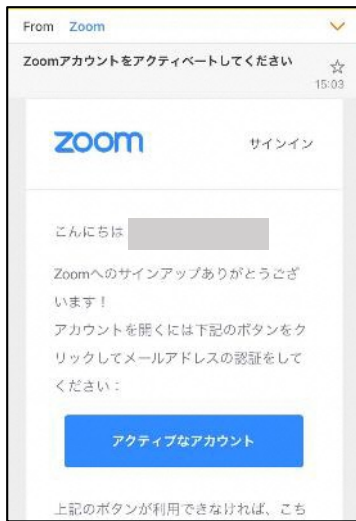 From Zoom
Zoomアカウントをアクティベートしてください
15:03
zoom
サインイン
こんにちは
Zoomへのサインアップありがとうござ
います！
アカウントを開くには下記のボタンをク
リックしてメールアドレスの認証をして
ください：
アクティブなアカウント
上記のボタンが利用できなければ、こち